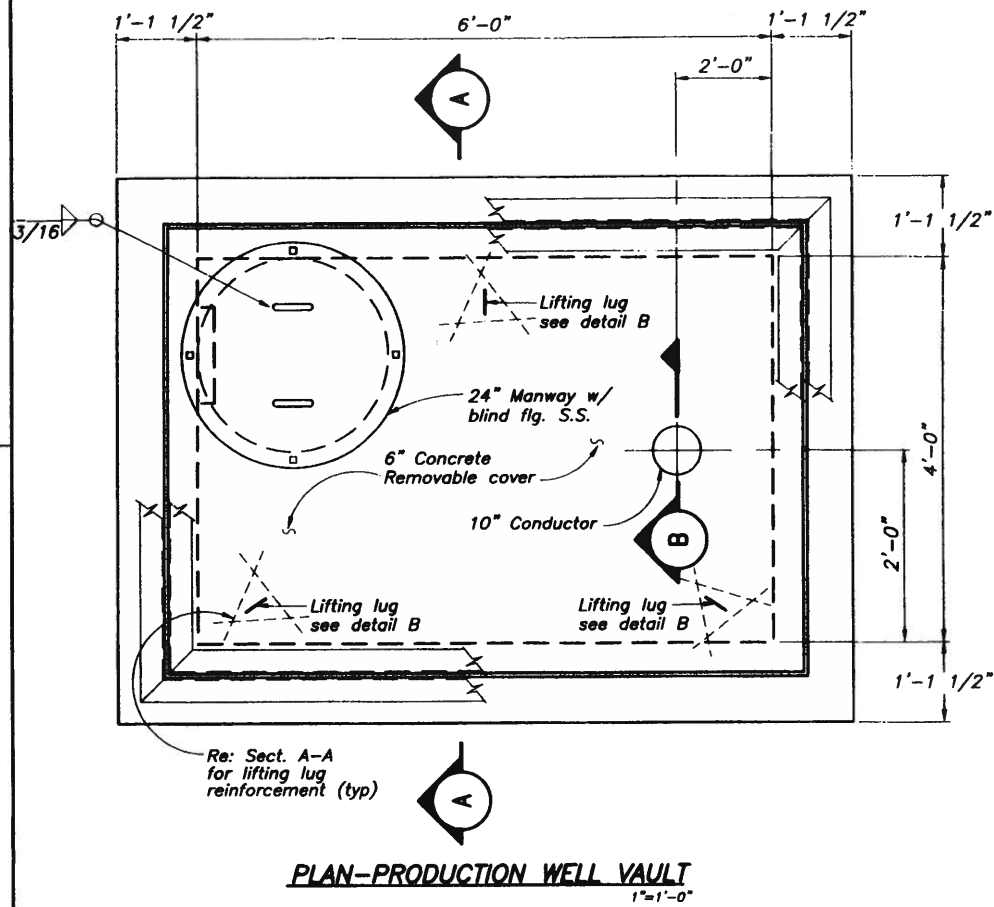 1'-1 1/2"
6'-0"
1'-1 1/2"
2'-0"
A
1'-1 1/2"
3/16
Lifting lug
see detail B
24" Manway w/
blind flg. S.S.
6" Concrete
Removable cover
10" Conductor
4'-0"
2'-0"
B
Lifting lug
see detail B
Lifting lug
see detail B
1'-1 1/2"
Re: Sect. A-A
for lifting lug
reinforcement (typ)
A
PLAN-PRODUCTION WELL VAULT
1"=1'-0"